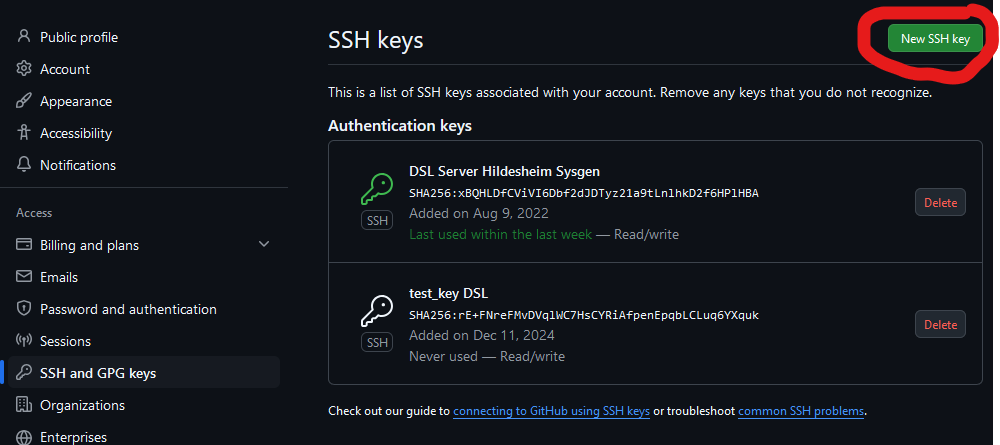 Public profile
Account
Appearance
Accessibility
Notifications
Access
Billing and plans
Emails
Password and authentication
Sessions
SSH and GPG keys
Organizations
Enterprises
SSH keys
New SSH key
This is a list of SSH keys associated with your account. Remove any keys that you do not recognize.
Authentication keys
DSL Server Hildesheim Sysgen
SHA256:xBQHLDfCViVI6Dbf2dJDTyz21a9tLnlhkD2f6HPlHBA
SSH
Added on Aug 9, 2022
Last used within the last week — Read/write
Delete
test_key DSL
SHA256:rE+FNreFMvDVqlWC7HsCYRiAfpenEpqbLCLuq6YXquk
SSH
Added on Dec 11, 2024
Never used — Read/write
Delete
Check out our guide to connecting to GitHub using SSH keys or troubleshoot common SSH problems.